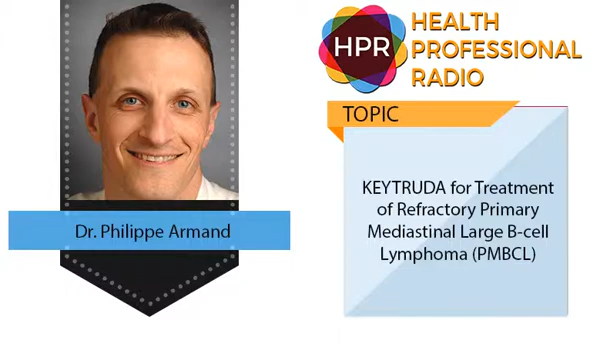 HPR
HEALTH
PROFESSIONAL
RADIO
TOPIC
KEYTRUDA for Treatment
of Refractory Primary
Mediastinal Large B-cell
Lymphoma (PMBCL)
Dr. Philippe Armand